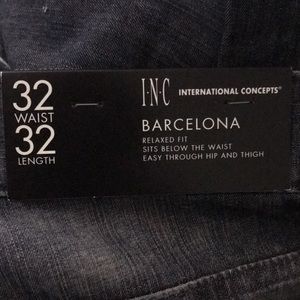 32
WAIST
32
LENGTH
I·N·C INTERNATIONAL CONCEPTS®
BARCELONA
RELAXED FIT
SITS BELOW THE WAIST
EASY THROUGH HIP AND THIGH